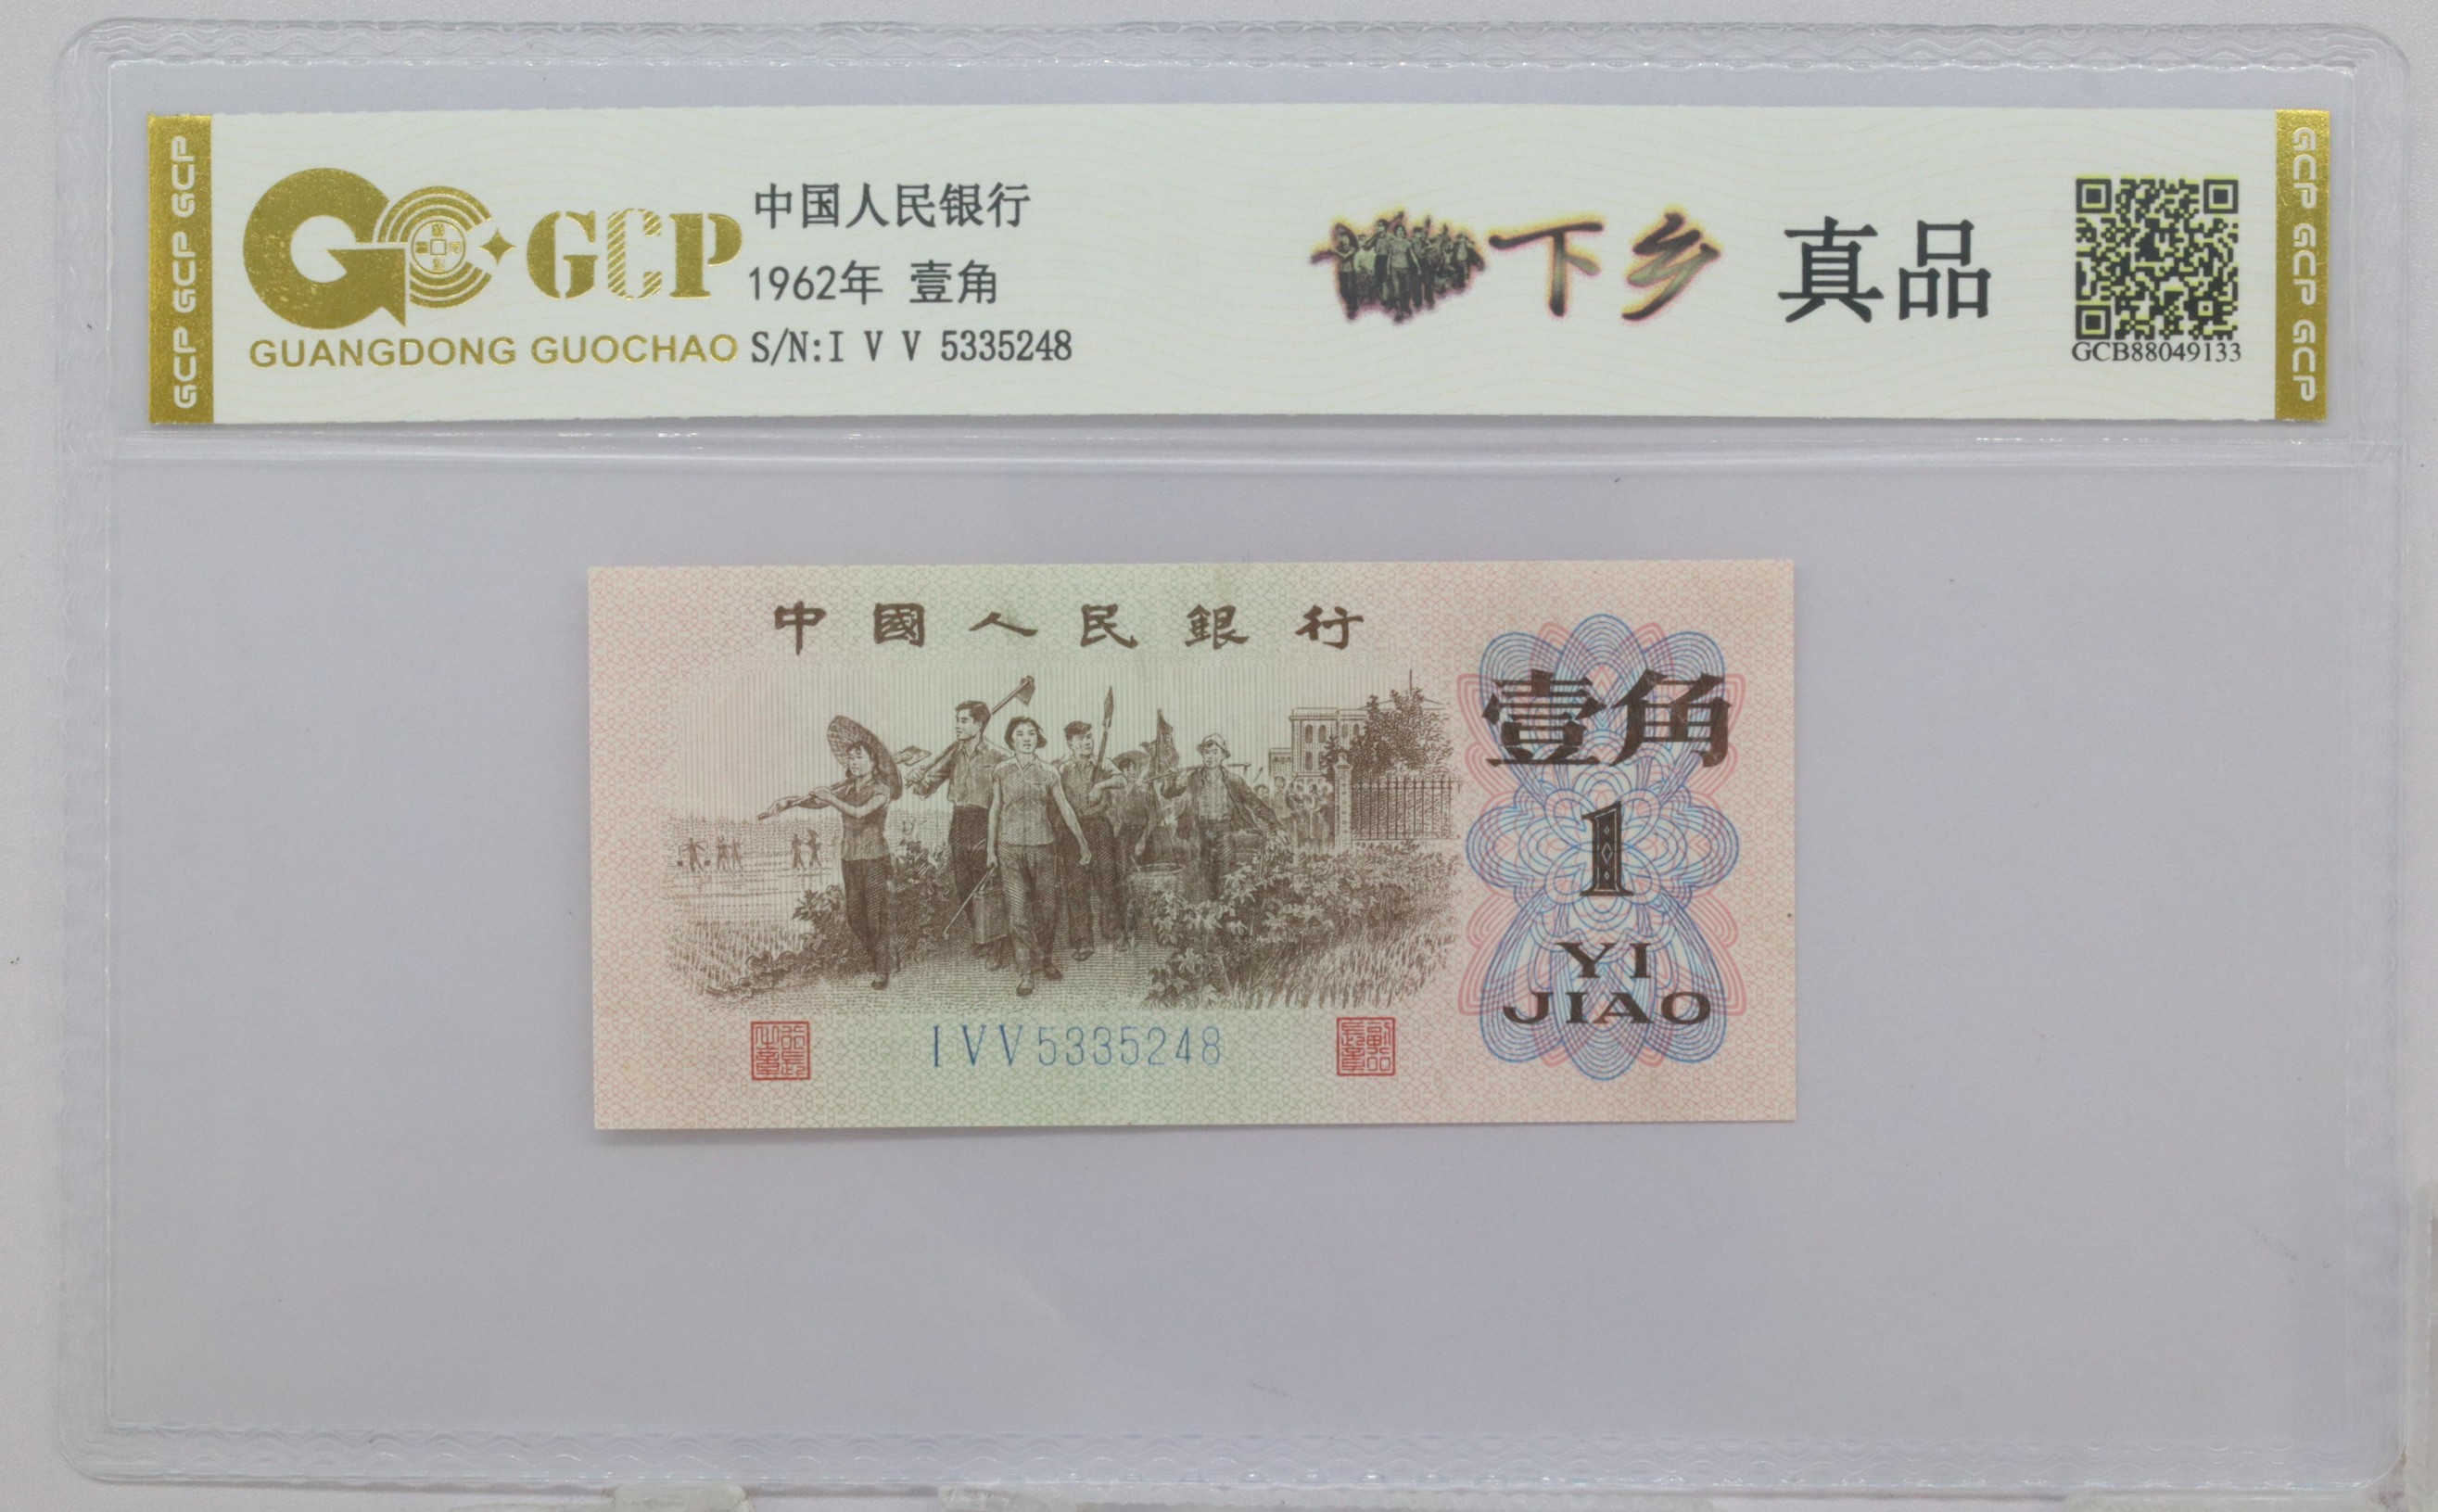 GCP GCP GCP
GCP
GUANGDONG GUOCHAO
中国人民银行
1962年 壹角
S/N:I V V 5335248
下乡 真品
GCB88049133
GCP GCP GCP
中國人民銀行
壹角
1
YI
JIAO
I V V 5335248